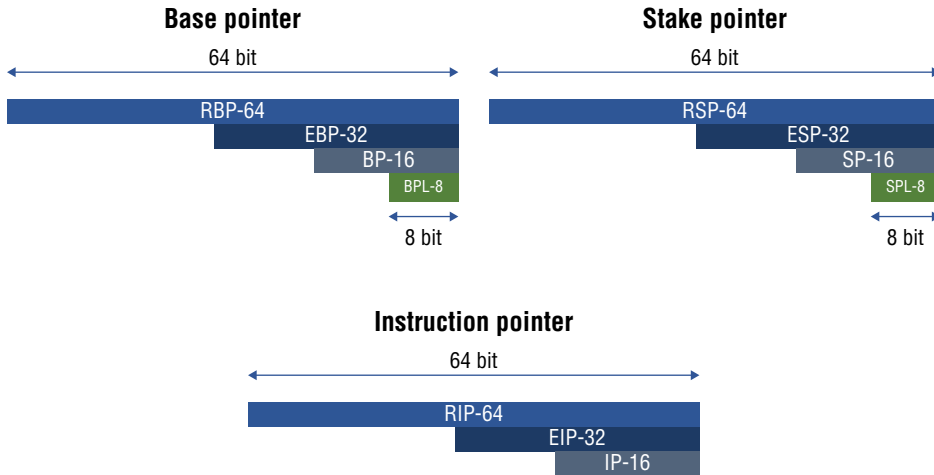 Base pointer
64 bit
RBP-64
EBP-32
BP-16
BPL-8
8 bit
Stake pointer
64 bit
RSP-64
ESP-32
SP-16
SPL-8
8 bit
Instruction pointer
64 bit
RIP-64
EIP-32
IP-16